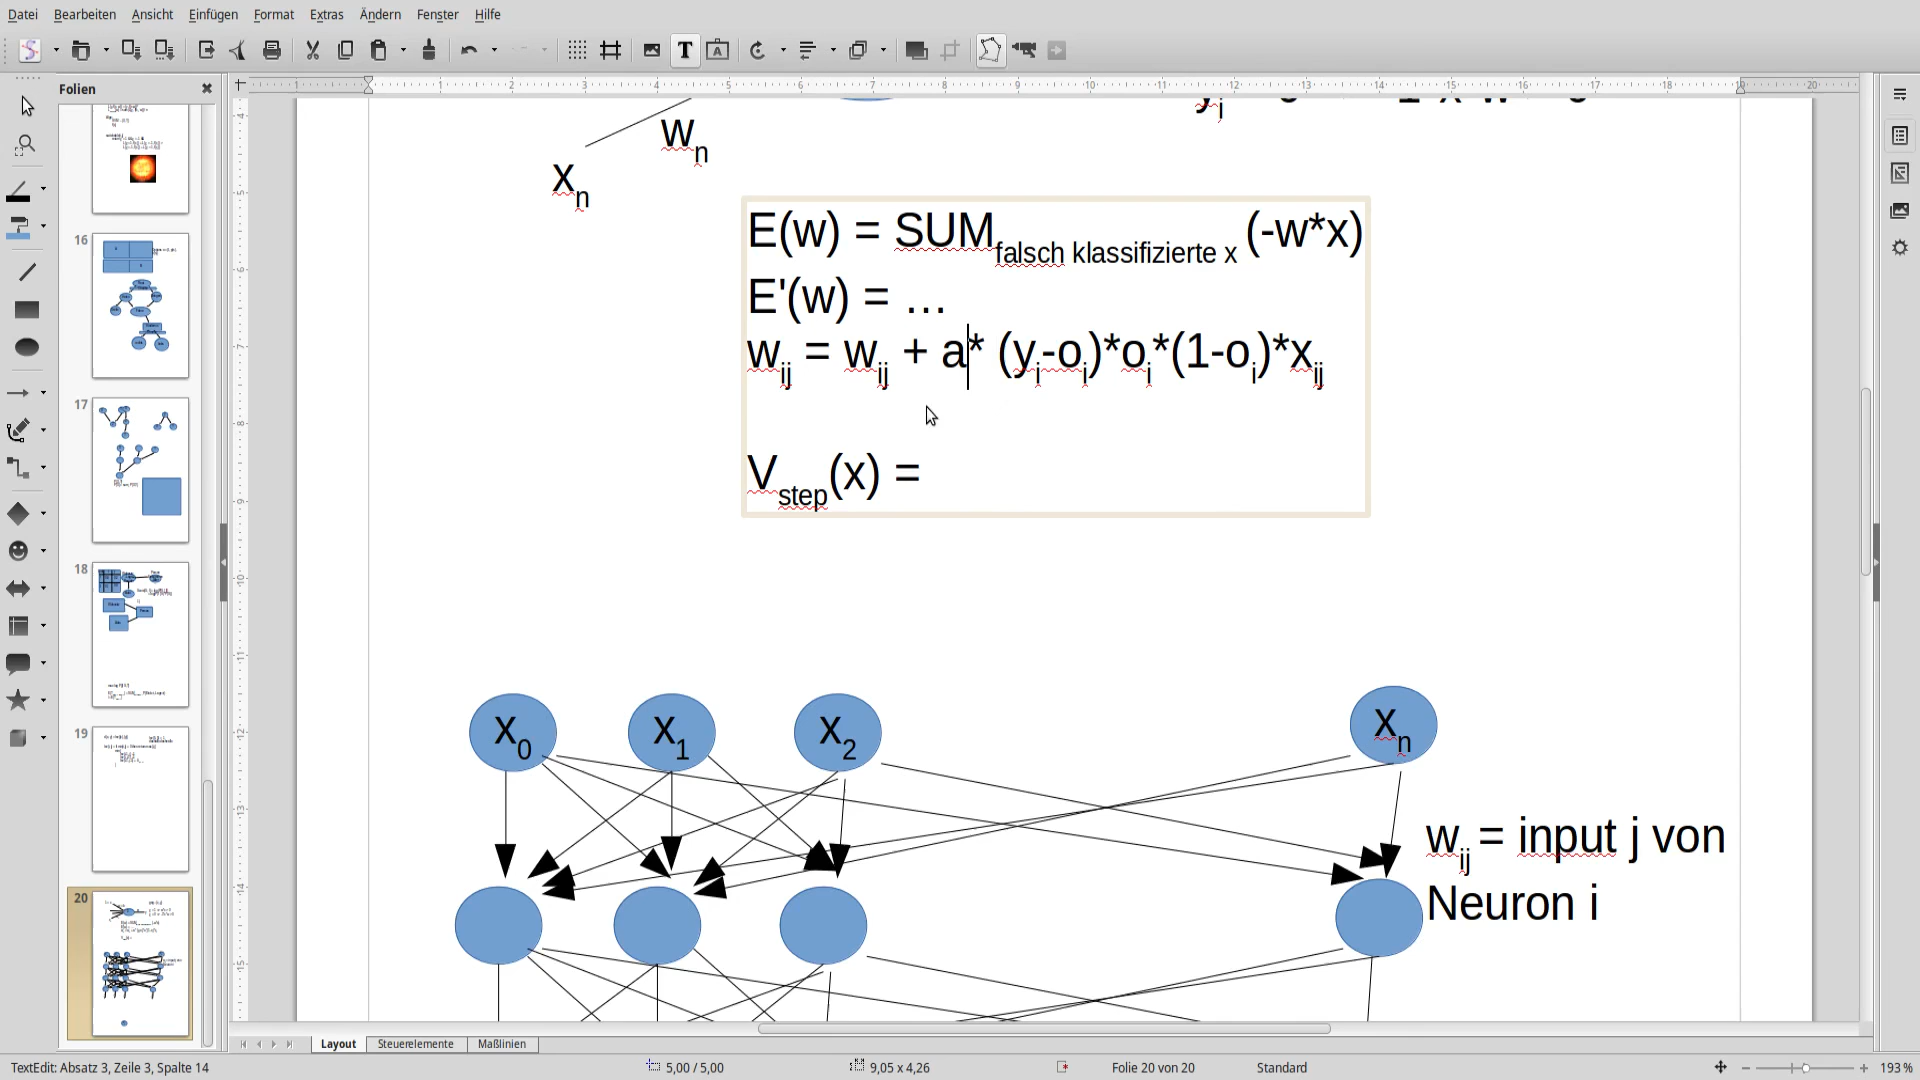 Datei Bearbeiten Ansicht Einfügen Format Extras Ändern Fenster Hilfe
Folien
16
17
18
19
20
wn
xn
E(w) = SUMfalsch klassifizierte x (-w*x)
E'(w) = …
wij = wij + a* (yi-oi)*oi*(1-oi)*xij
Vstep(x) =
x0 x1 x2 xn
wij = input j von
Neuron i
Layout Steuerelemente Maßlinien
TextEdit: Absatz 3, Zeile 3, Spalte 14 5,00 / 5,00 9,05 x 4,26 Folie 20 von 20 Standard 193 %